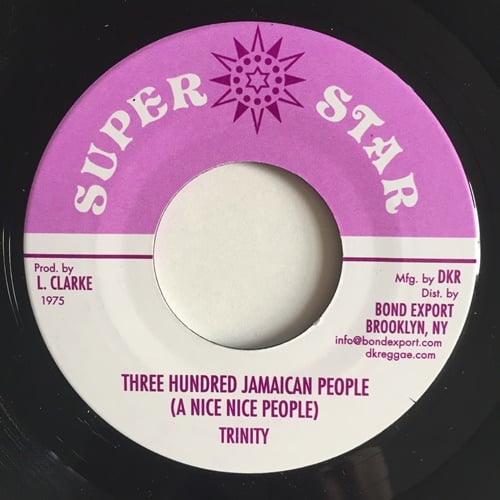 SUPER STAR
Prod. by
L. CLARKE
1975
Mfg. by DKR
Dist. by
BOND EXPORT
BROOKLYN, NY
info@bondexport.com
dkreggae.com
THREE HUNDRED JAMAICAN PEOPLE
(A NICE NICE PEOPLE)
TRINITY